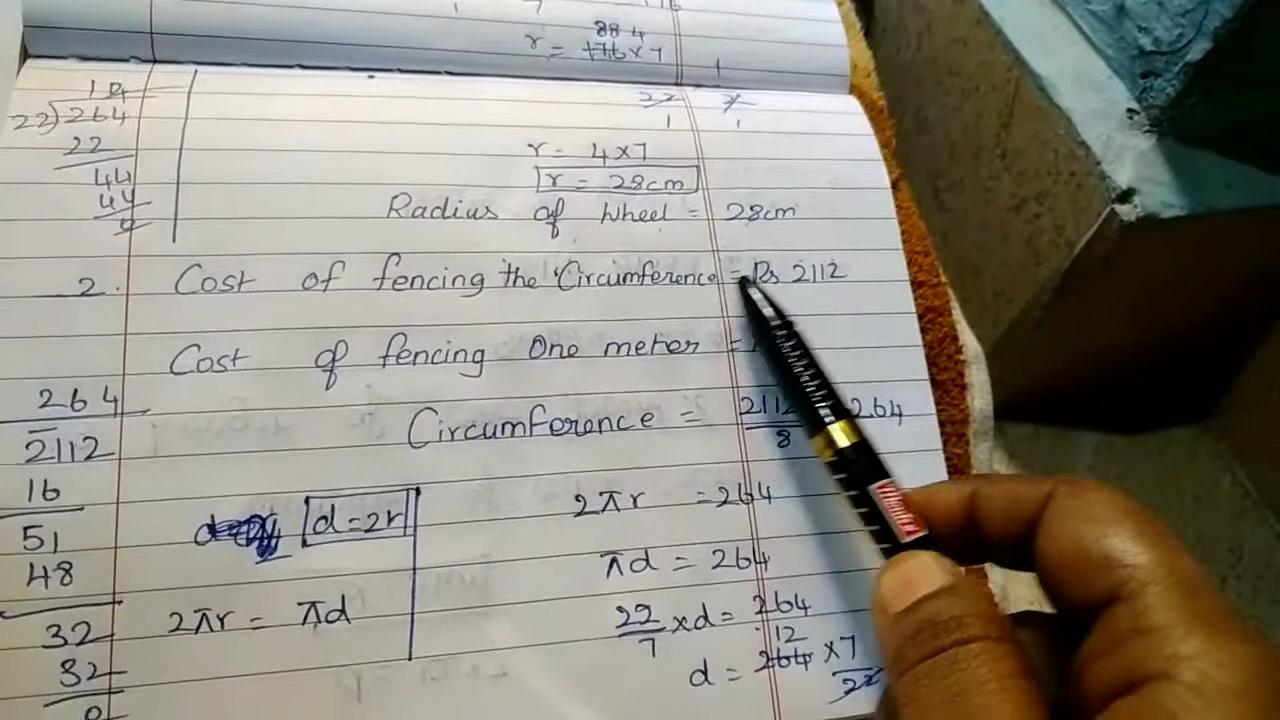 88 4
r = 176 x 7
22 7
1 1
r = 4 x 7
r = 28cm
Radius of Wheel = 28cm
12
22)264
22
44
44
0
2. Cost of fencing the Circumference = Rs 2112
Cost of fencing One meter =
Circumference = 2112/8 264
264
2112
16
51
48
32
32
0
d=2r
2πr = πd
2πr = 264
πd = 264
22/7 x d = 264
12
d = 264 x 7/22